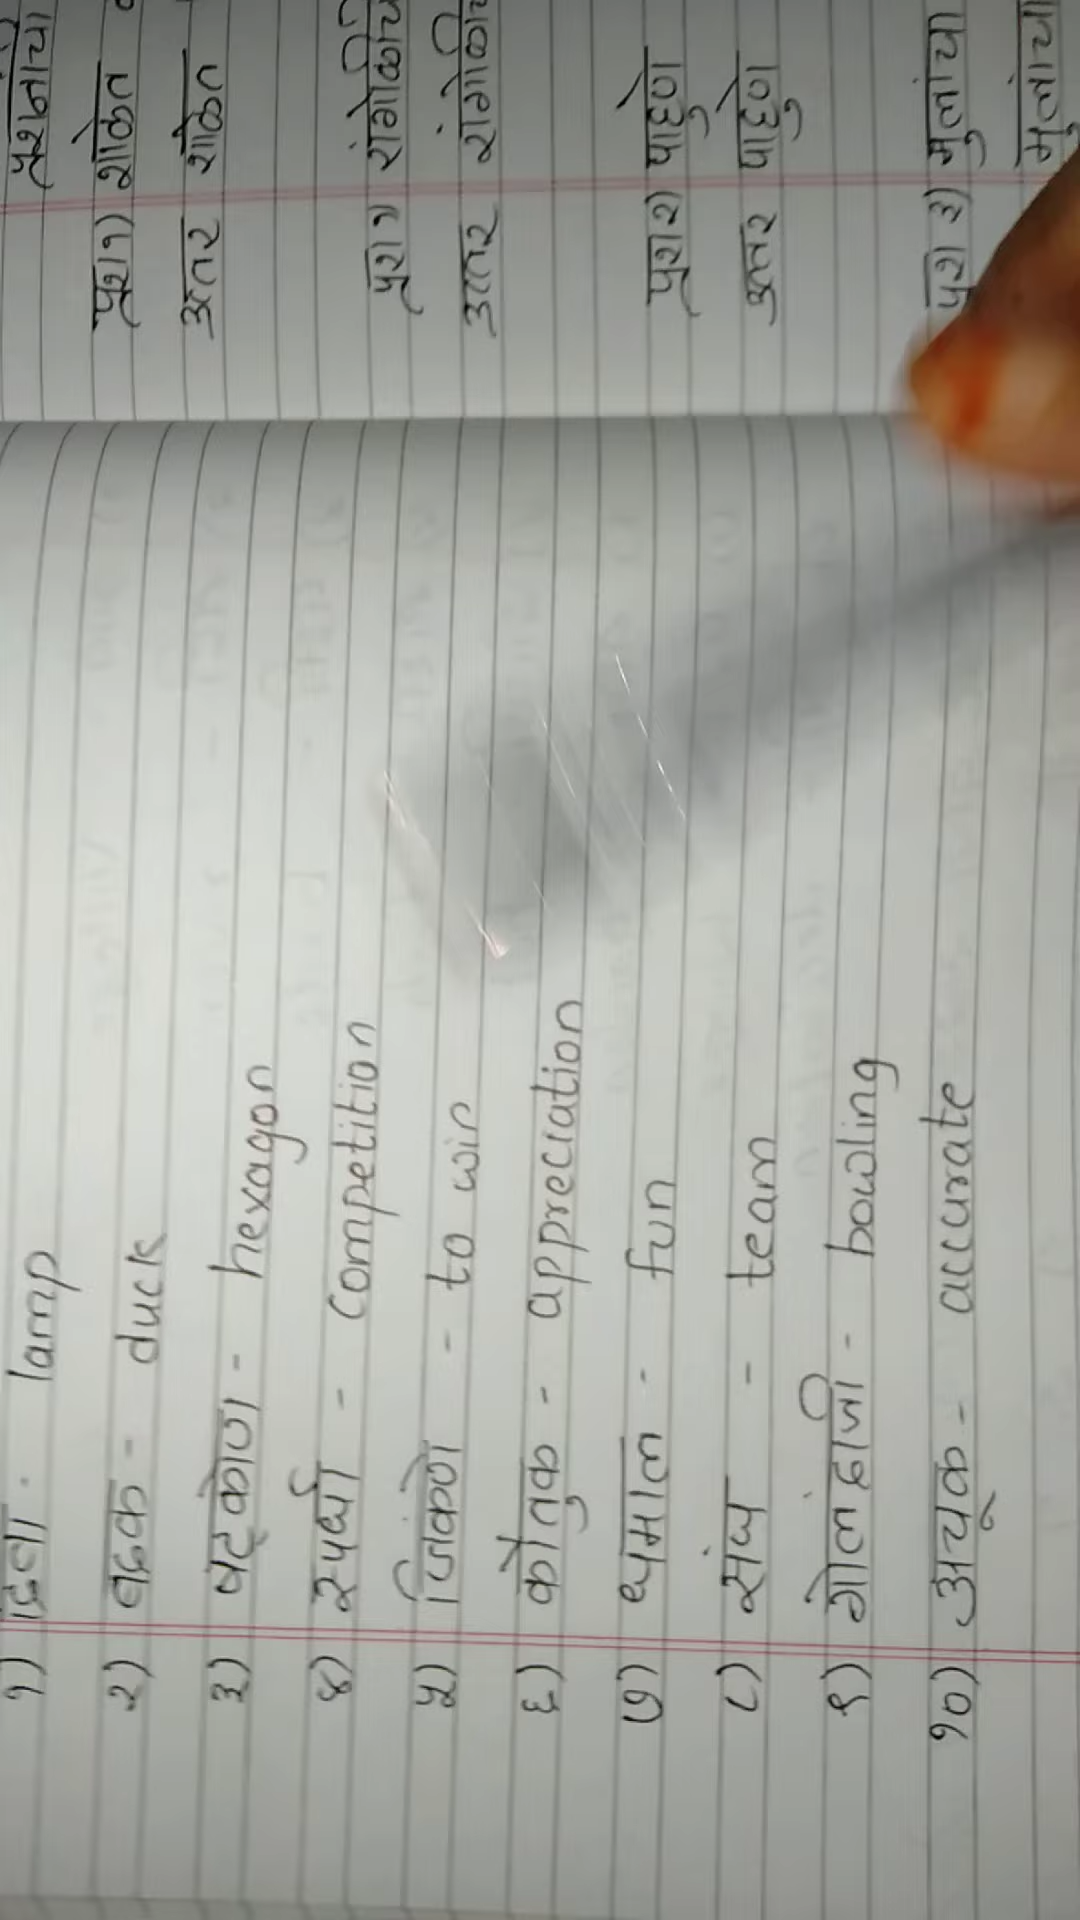 १) दिवा - lamp
२) बदक - duck
३) षट्कोण - hexagon
४) स्पर्धा - competition
५) जिंकणे - to win
६) कौतुक - appreciation
७) धमाल - fun
८) संघ - team
९) गोलंदाजी - bowling
१०) अचूक - accurate
प्रश्न १)
उत्तर
प्रश्न १
उत्तर
प्रश्न २) पाहुणे
उत्तर पाहुणे
३) मुलांचा
मुलांचा